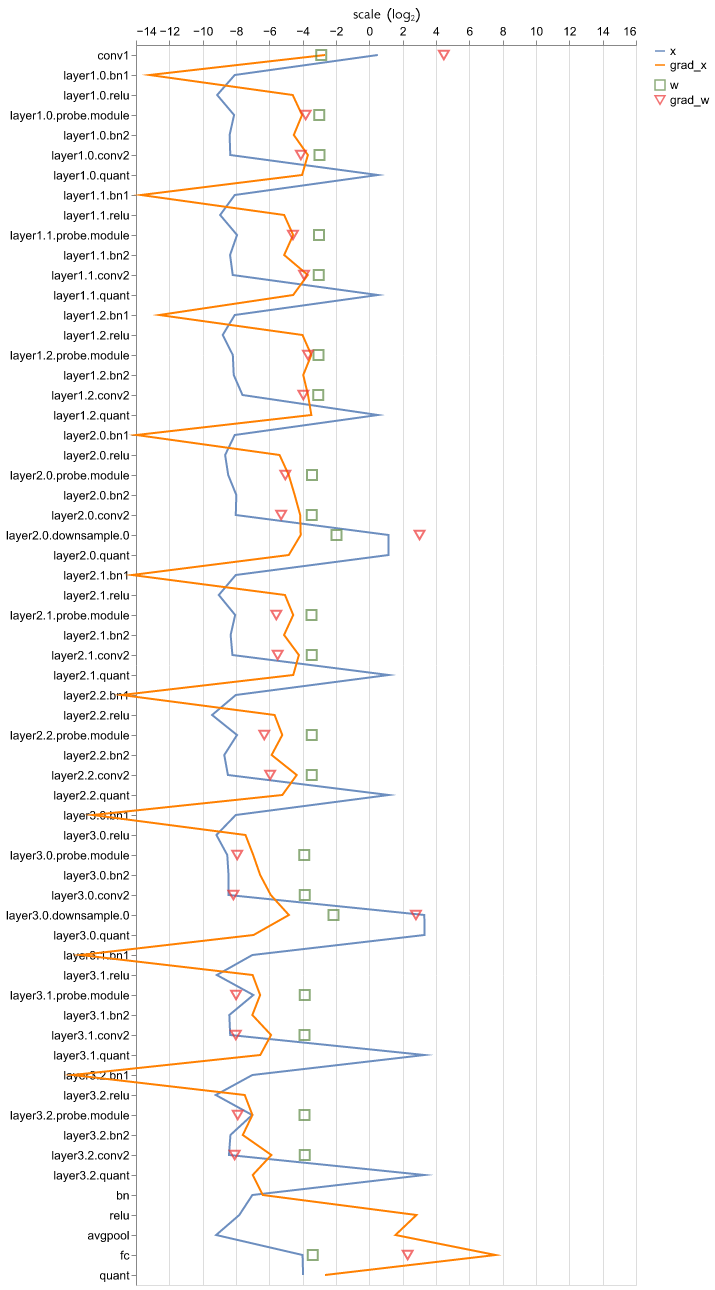 scale (log₂)
−14 −12 −10 −8 −6 −4 −2 0 2 4 6 8 10 12 14 16
x
grad_x
w
grad_w
conv1
layer1.0.bn1
layer1.0.relu
layer1.0.probe.module
layer1.0.bn2
layer1.0.conv2
layer1.0.quant
layer1.1.bn1
layer1.1.relu
layer1.1.probe.module
layer1.1.bn2
layer1.1.conv2
layer1.1.quant
layer1.2.bn1
layer1.2.relu
layer1.2.probe.module
layer1.2.bn2
layer1.2.conv2
layer1.2.quant
layer2.0.bn1
layer2.0.relu
layer2.0.probe.module
layer2.0.bn2
layer2.0.conv2
layer2.0.downsample.0
layer2.0.quant
layer2.1.bn1
layer2.1.relu
layer2.1.probe.module
layer2.1.bn2
layer2.1.conv2
layer2.1.quant
layer2.2.bn1
layer2.2.relu
layer2.2.probe.module
layer2.2.bn2
layer2.2.conv2
layer2.2.quant
layer3.0.bn1
layer3.0.relu
layer3.0.probe.module
layer3.0.bn2
layer3.0.conv2
layer3.0.downsample.0
layer3.0.quant
layer3.1.bn1
layer3.1.relu
layer3.1.probe.module
layer3.1.bn2
layer3.1.conv2
layer3.1.quant
layer3.2.bn1
layer3.2.relu
layer3.2.probe.module
layer3.2.bn2
layer3.2.conv2
layer3.2.quant
bn
relu
avgpool
fc
quant